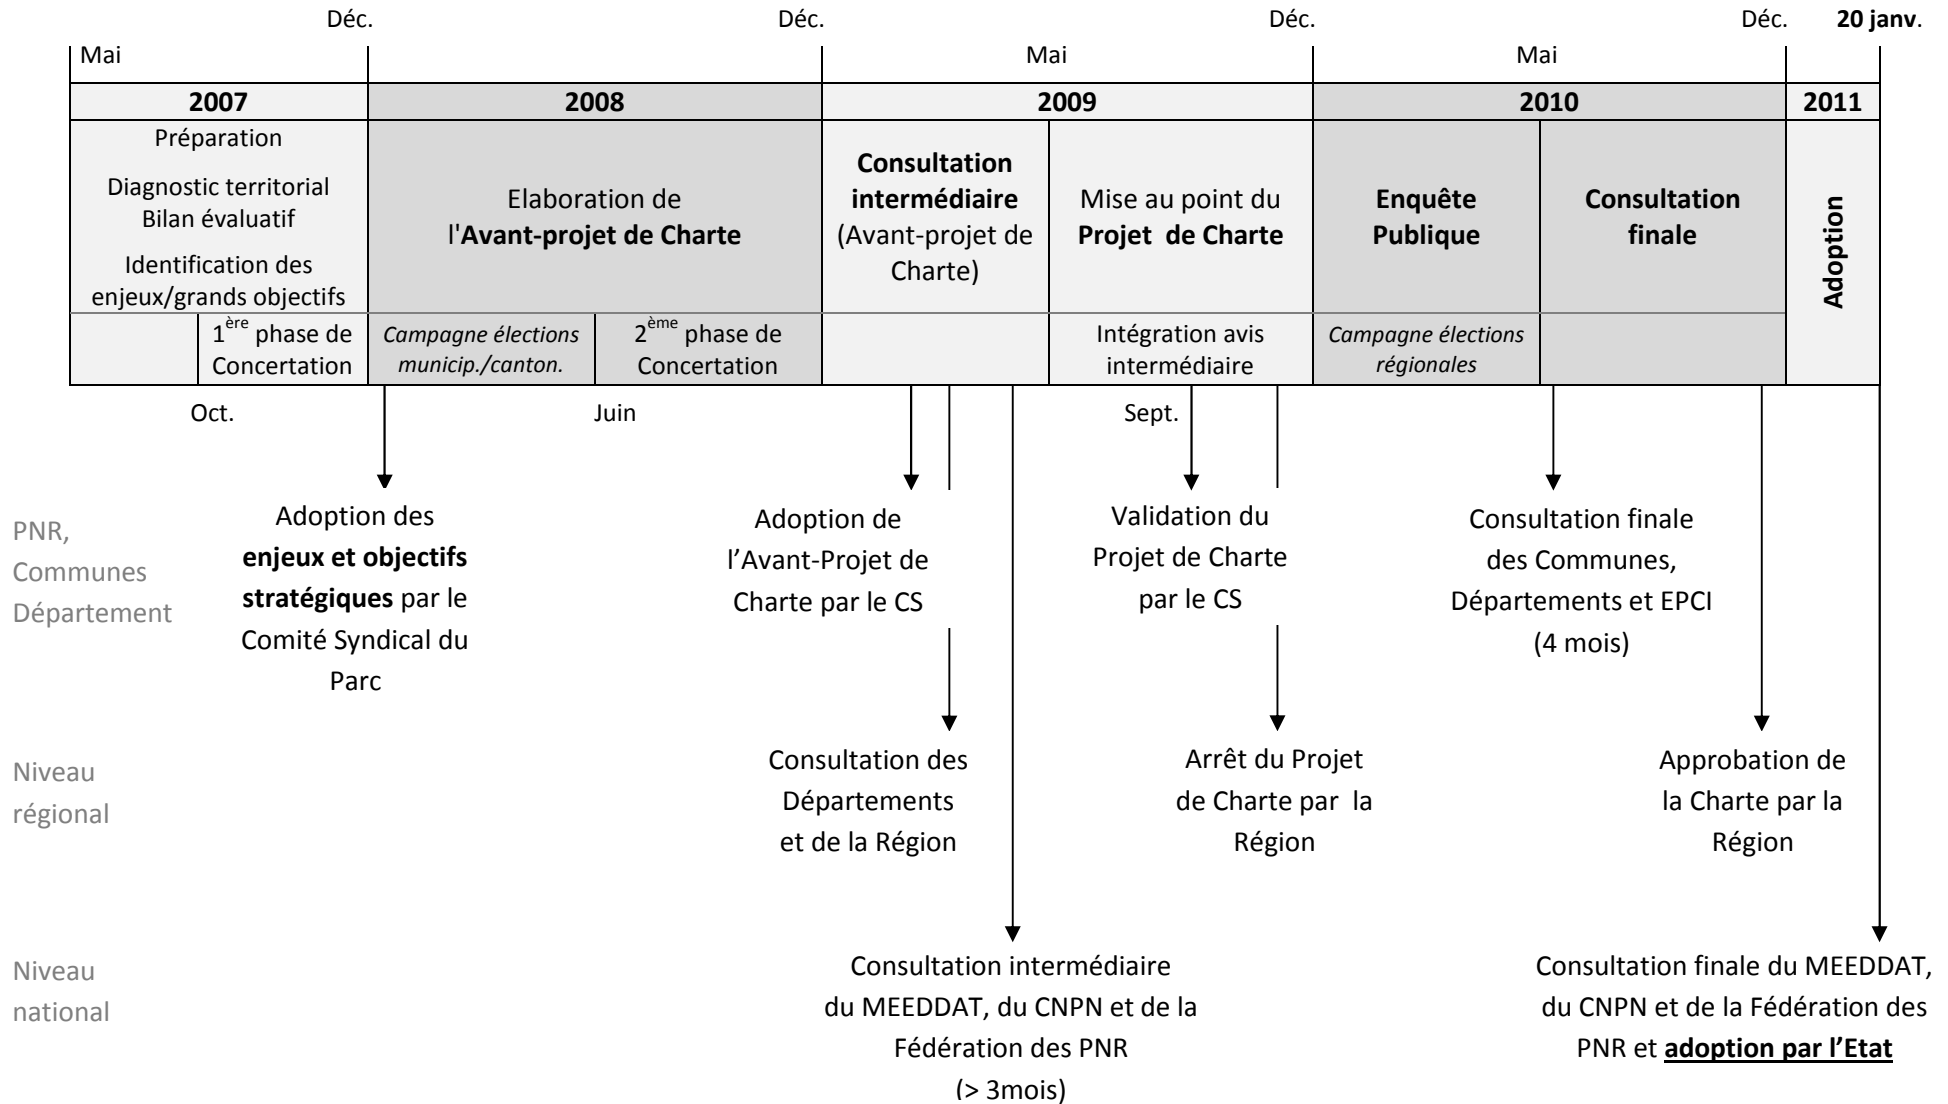 Déc.
Déc.
Déc.
Déc.
20 janv.
Mai
Mai
Mai
2007
2008
2009
2010
2011
Préparation
Diagnostic territorial
Bilan évaluatif
Identification des
enjeux/grands objectifs
Elaboration de
l'Avant-projet de Charte
Consultation
intermédiaire
(Avant-projet de
Charte)
Mise au point du
Projet de Charte
Enquête
Publique
Consultation
finale
Adoption
1ère phase de
Concertation
Campagne élections
municip./canton.
2ème phase de
Concertation
Intégration avis
intermédiaire
Campagne élections
régionales
Oct.
Juin
Sept.
PNR,
Communes
Département
Adoption des
enjeux et objectifs
stratégiques par le
Comité Syndical du
Parc
Adoption de
l’Avant-Projet de
Charte par le CS
Validation du
Projet de Charte
par le CS
Consultation finale
des Communes,
Départements et EPCI
(4 mois)
Niveau
régional
Consultation des
Départements
et de la Région
Arrêt du Projet
de Charte par la
Région
Approbation de
la Charte par la
Région
Niveau
national
Consultation intermédiaire
du MEEDDAT, du CNPN et de la
Fédération des PNR
(> 3mois)
Consultation finale du MEEDDAT,
du CNPN et de la Fédération des
PNR et adoption par l’Etat